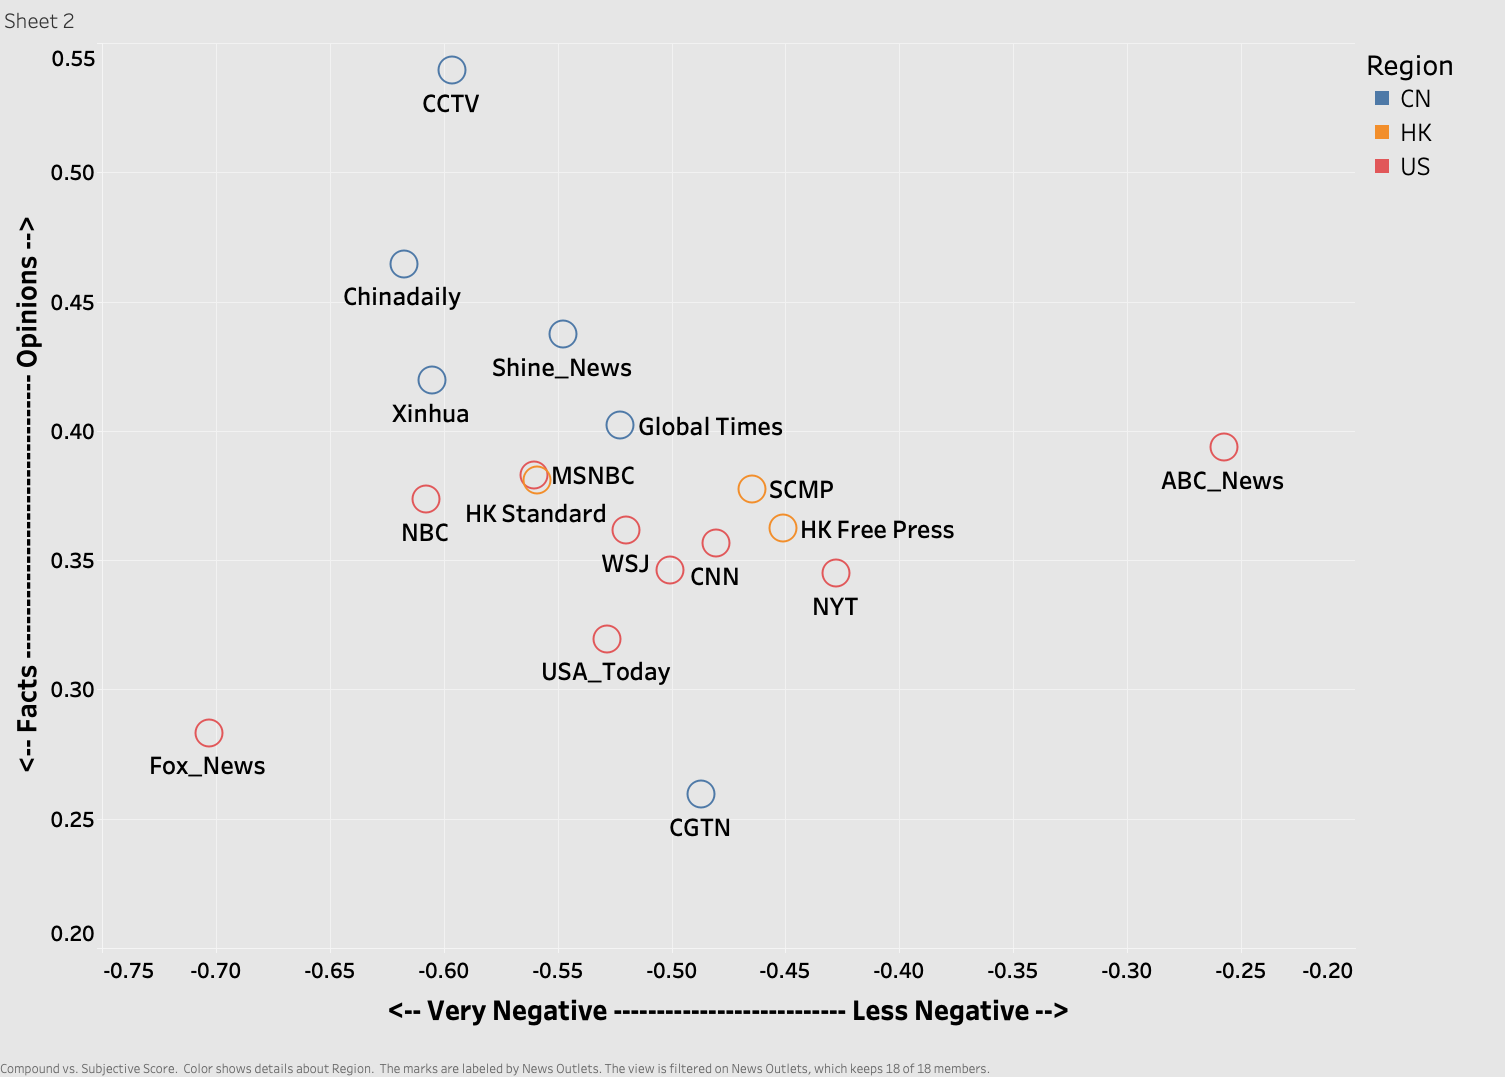 Sheet 2
0.55
0.50
0.45
0.40
0.35
0.30
0.25
0.20
<-- Facts ------------------------------- Opinions -->
CCTV
Chinadaily
Shine_News
Xinhua
Global Times
MSNBC
HK Standard
NBC
SCMP
HK Free Press
ABC_News
WSJ
CNN
NYT
USA_Today
Fox_News
CGTN
-0.75 -0.70 -0.65 -0.60 -0.55 -0.50 -0.45 -0.40 -0.35 -0.30 -0.25 -0.20
<-- Very Negative --------------------------- Less Negative -->
Region
CN
HK
US
Compound vs. Subjective Score. Color shows details about Region. The marks are labeled by News Outlets. The view is filtered on News Outlets, which keeps 18 of 18 members.